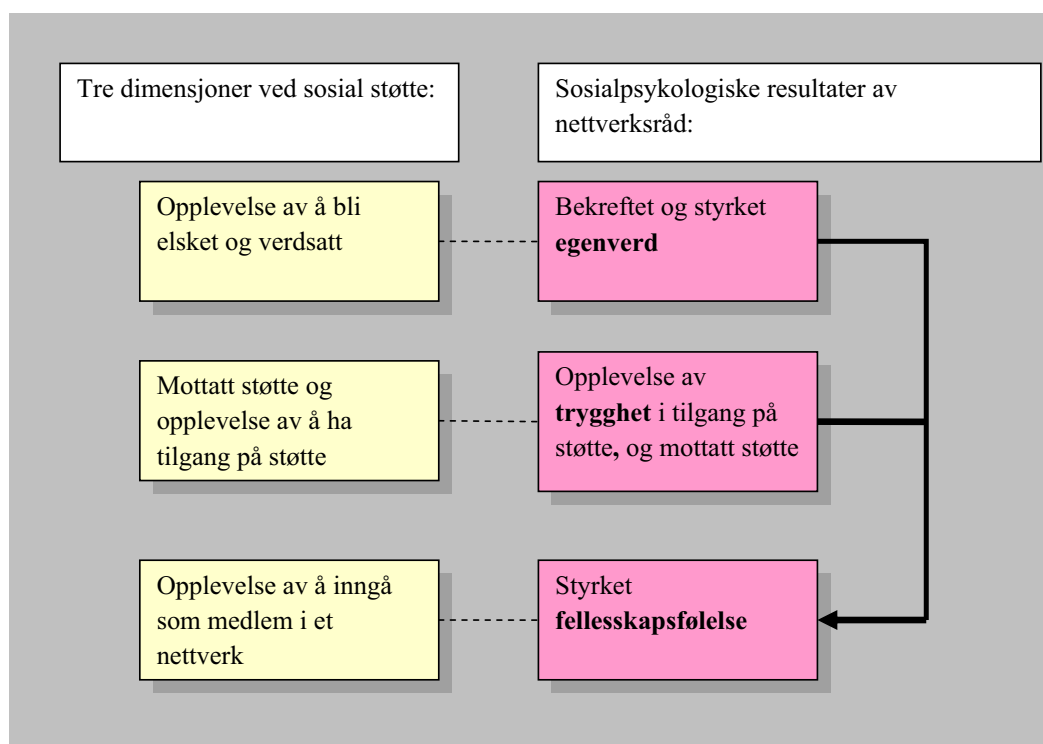 Tre dimensjoner ved sosial støtte:
Sosialpsykologiske resultater av
nettverksråd:
Opplevelse av å bli
elsket og verdsatt
Bekreftet og styrket
egenverd
Mottatt støtte og
opplevelse av å ha
tilgang på støtte
Opplevelse av
trygghet i tilgang på
støtte, og mottatt støtte
Opplevelse av å inngå
som medlem i et
nettverk
Styrket
fellesskapsfølelse